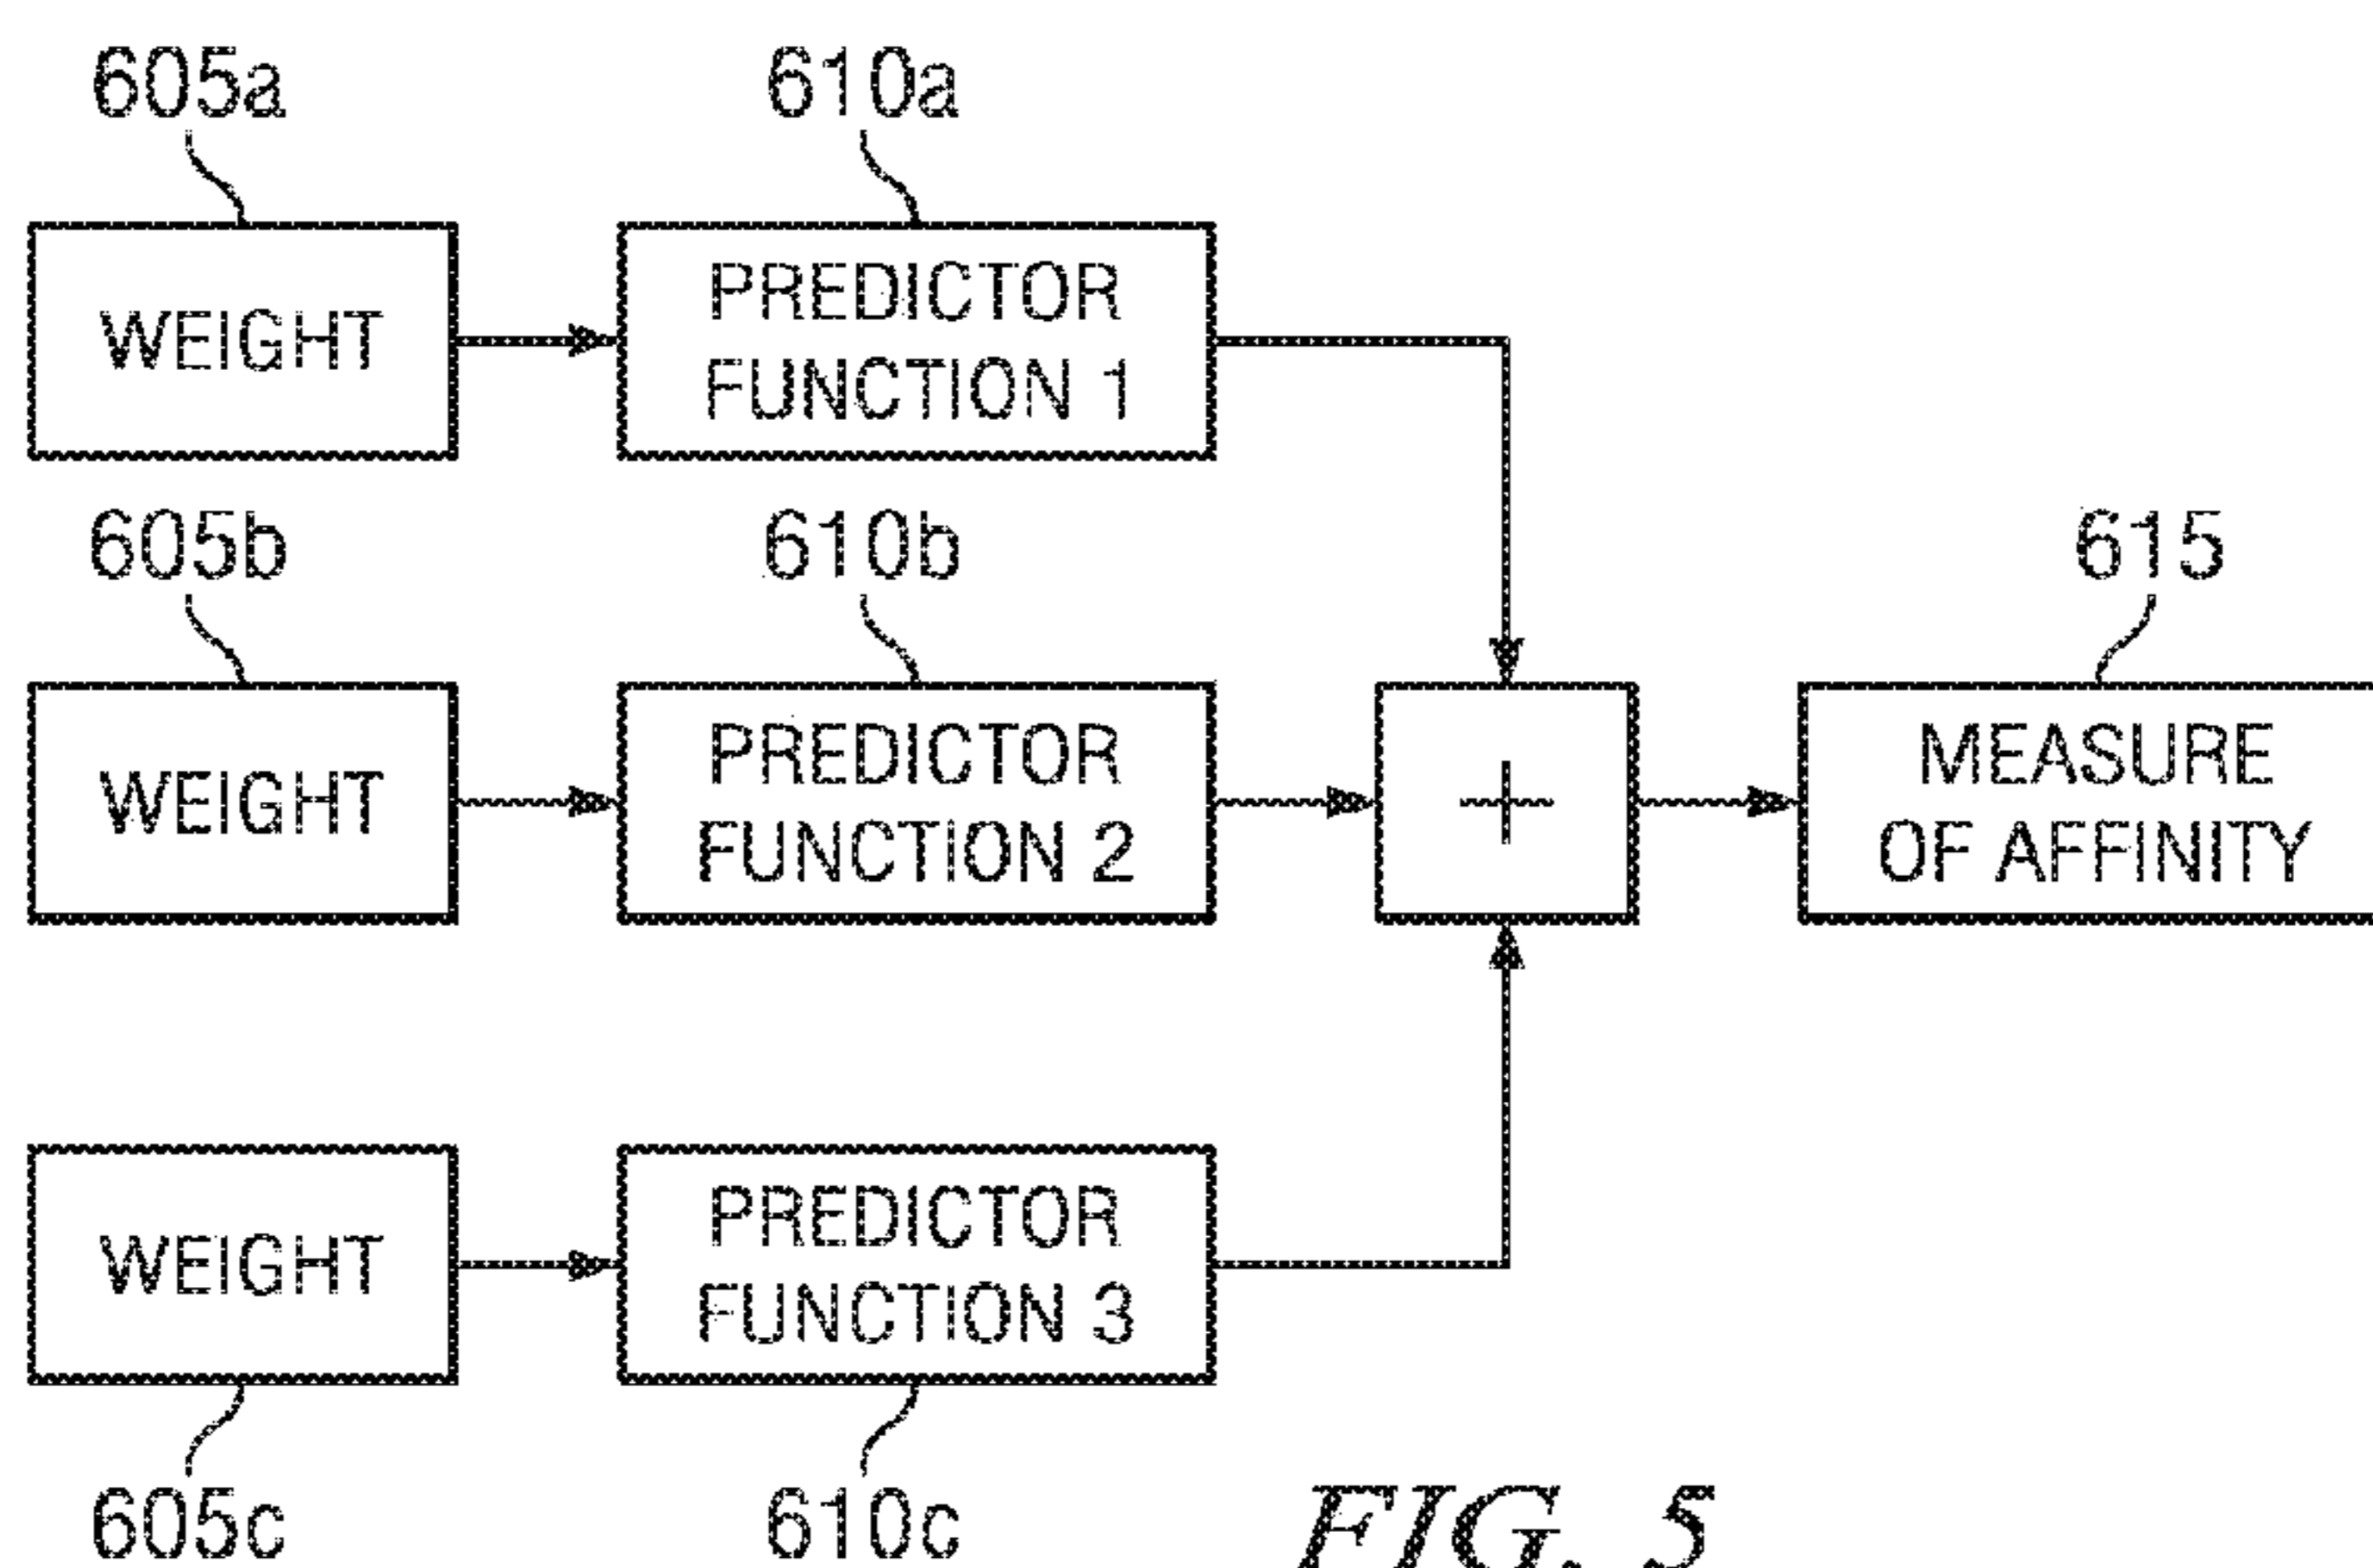 605a
610a
WEIGHT
PREDICTOR
FUNCTION 1
605b
610b
615
WEIGHT
PREDICTOR
FUNCTION 2
+
MEASURE
OF AFFINITY
WEIGHT
PREDICTOR
FUNCTION 3
605c
610c
FIG. 5